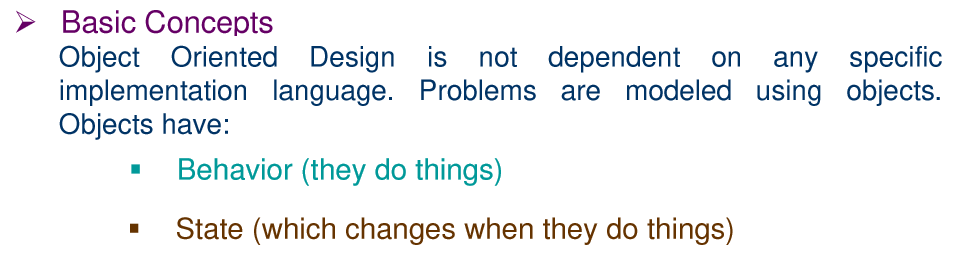 ➢ Basic Concepts
Object Oriented Design is not dependent on any specific
implementation language. Problems are modeled using objects.
Objects have:
▪ Behavior (they do things)
▪ State (which changes when they do things)